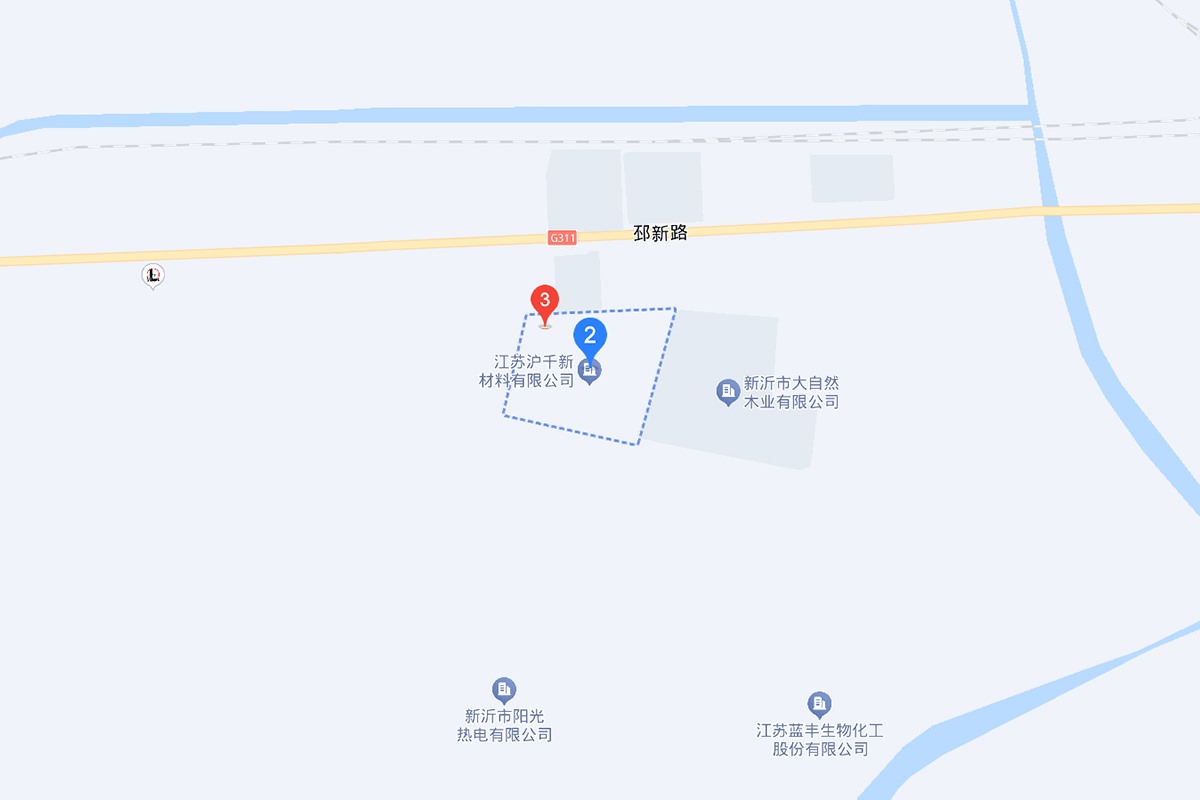 G311
邳新路
3
2
江苏沪千新
材料有限公司
新沂市大自然
木业有限公司
新沂市阳光
热电有限公司
江苏蓝丰生物化工
股份有限公司